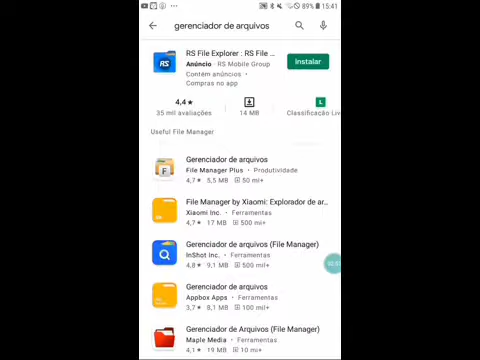 89% 15:41
gerenciador de arquivos
RS File Explorer : RS File ...
Anúncio · RS Mobile Group
Contém anúncios ·
Compras no app
Instalar
4,4★
35 mil avaliações
14 MB
L
Classificação Liv
Useful File Manager
Gerenciador de arquivos
File Manager Plus · Produtividade
4,7★ 5,5 MB 50 mi+
File Manager by Xiaomi: Explorador de ar...
Xiaomi Inc. · Ferramentas
4,7★ 17 MB 500 mi+
Gerenciador de arquivos (File Manager)
InShot Inc. · Ferramentas
4,8★ 9,1 MB 500 mil+
Gerenciador de arquivos
Appbox Apps · Ferramentas
3,7★ 8,1 MB 100 mil+
Gerenciador de Arquivos (File Manager)
Maple Media · Ferramentas
4,1★ 19 MB 10 mi+